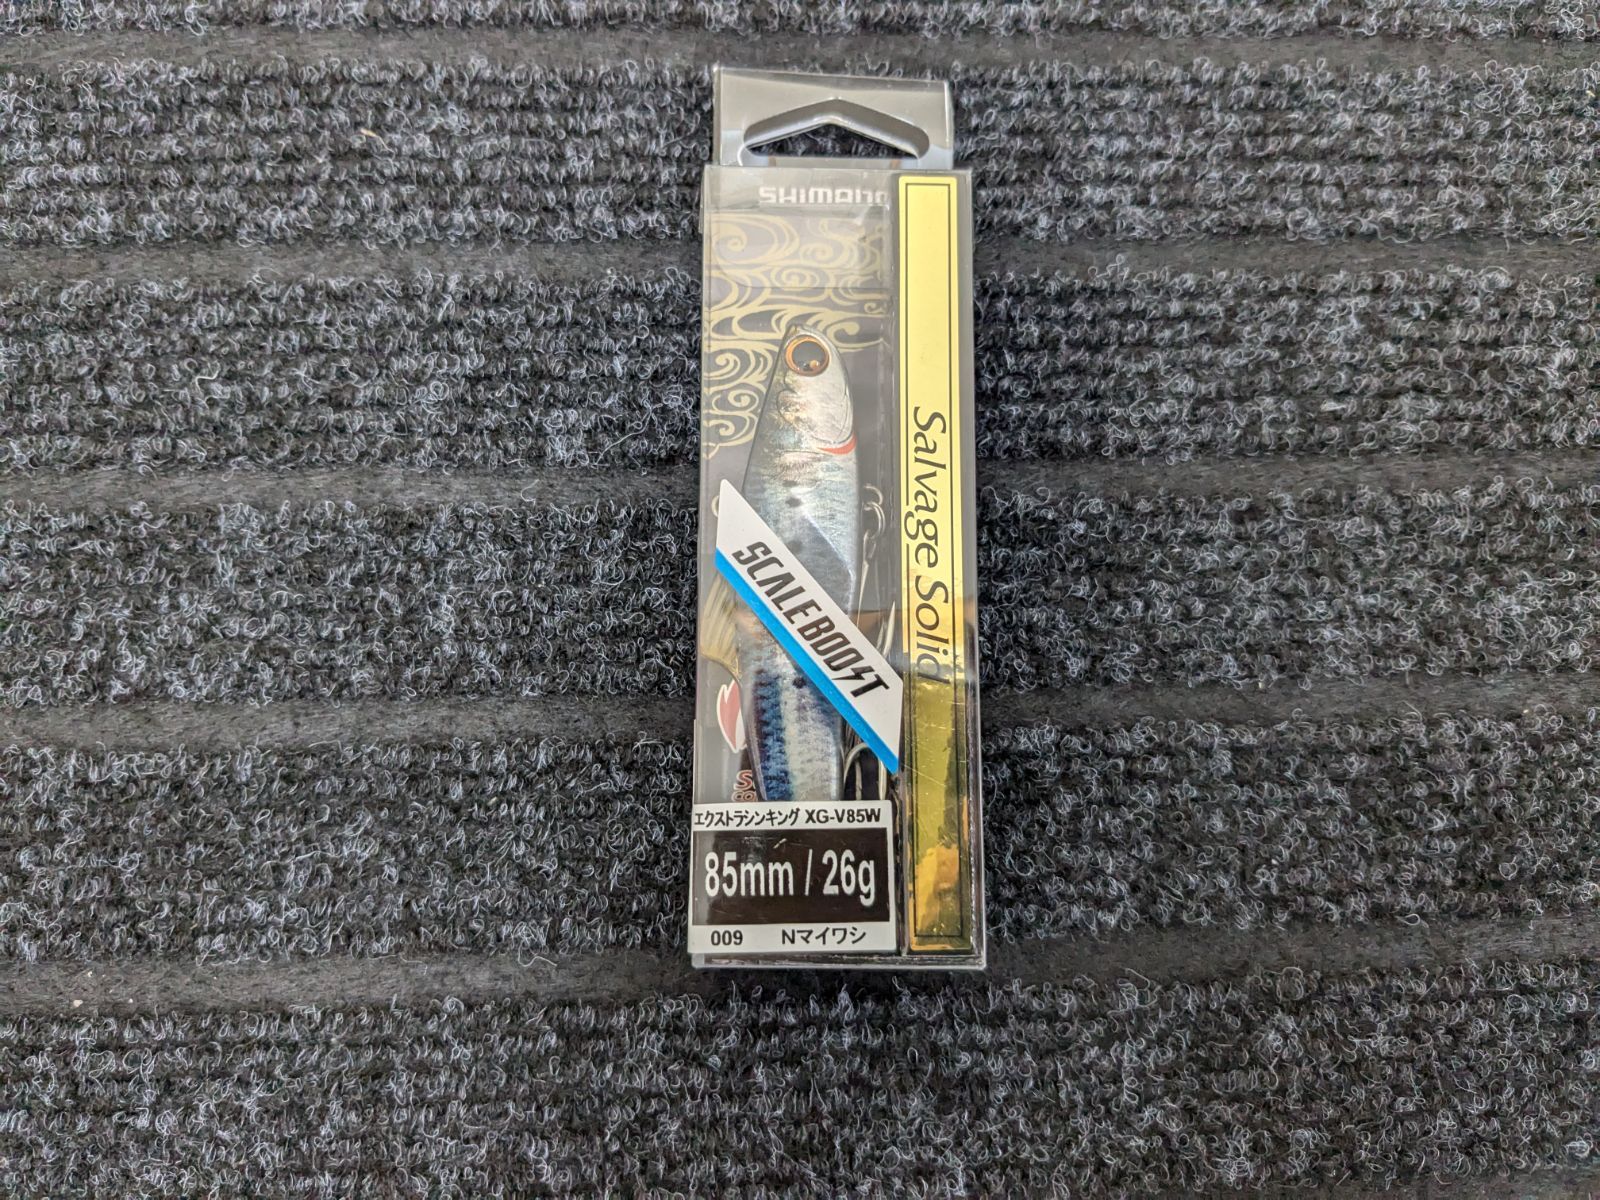 SHIMANO
Salvage Solid
SCALE BOOST
エクストラシンキング XG-V85W
85mm / 26g
009 Nマイワシ